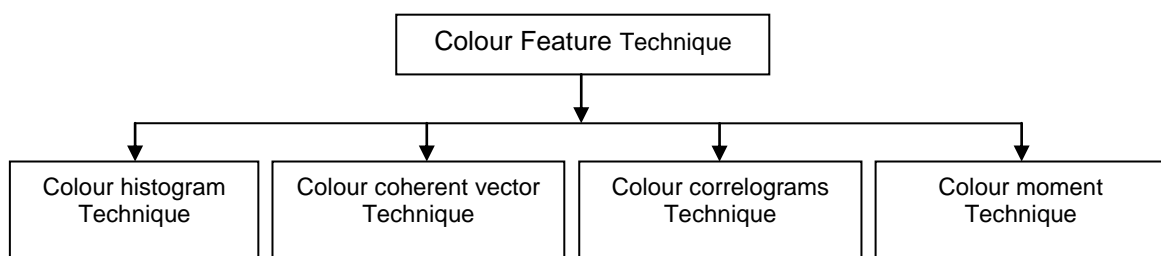 Colour Feature Technique
Colour histogram
Technique
Colour coherent vector
Technique
Colour correlograms
Technique
Colour moment
Technique